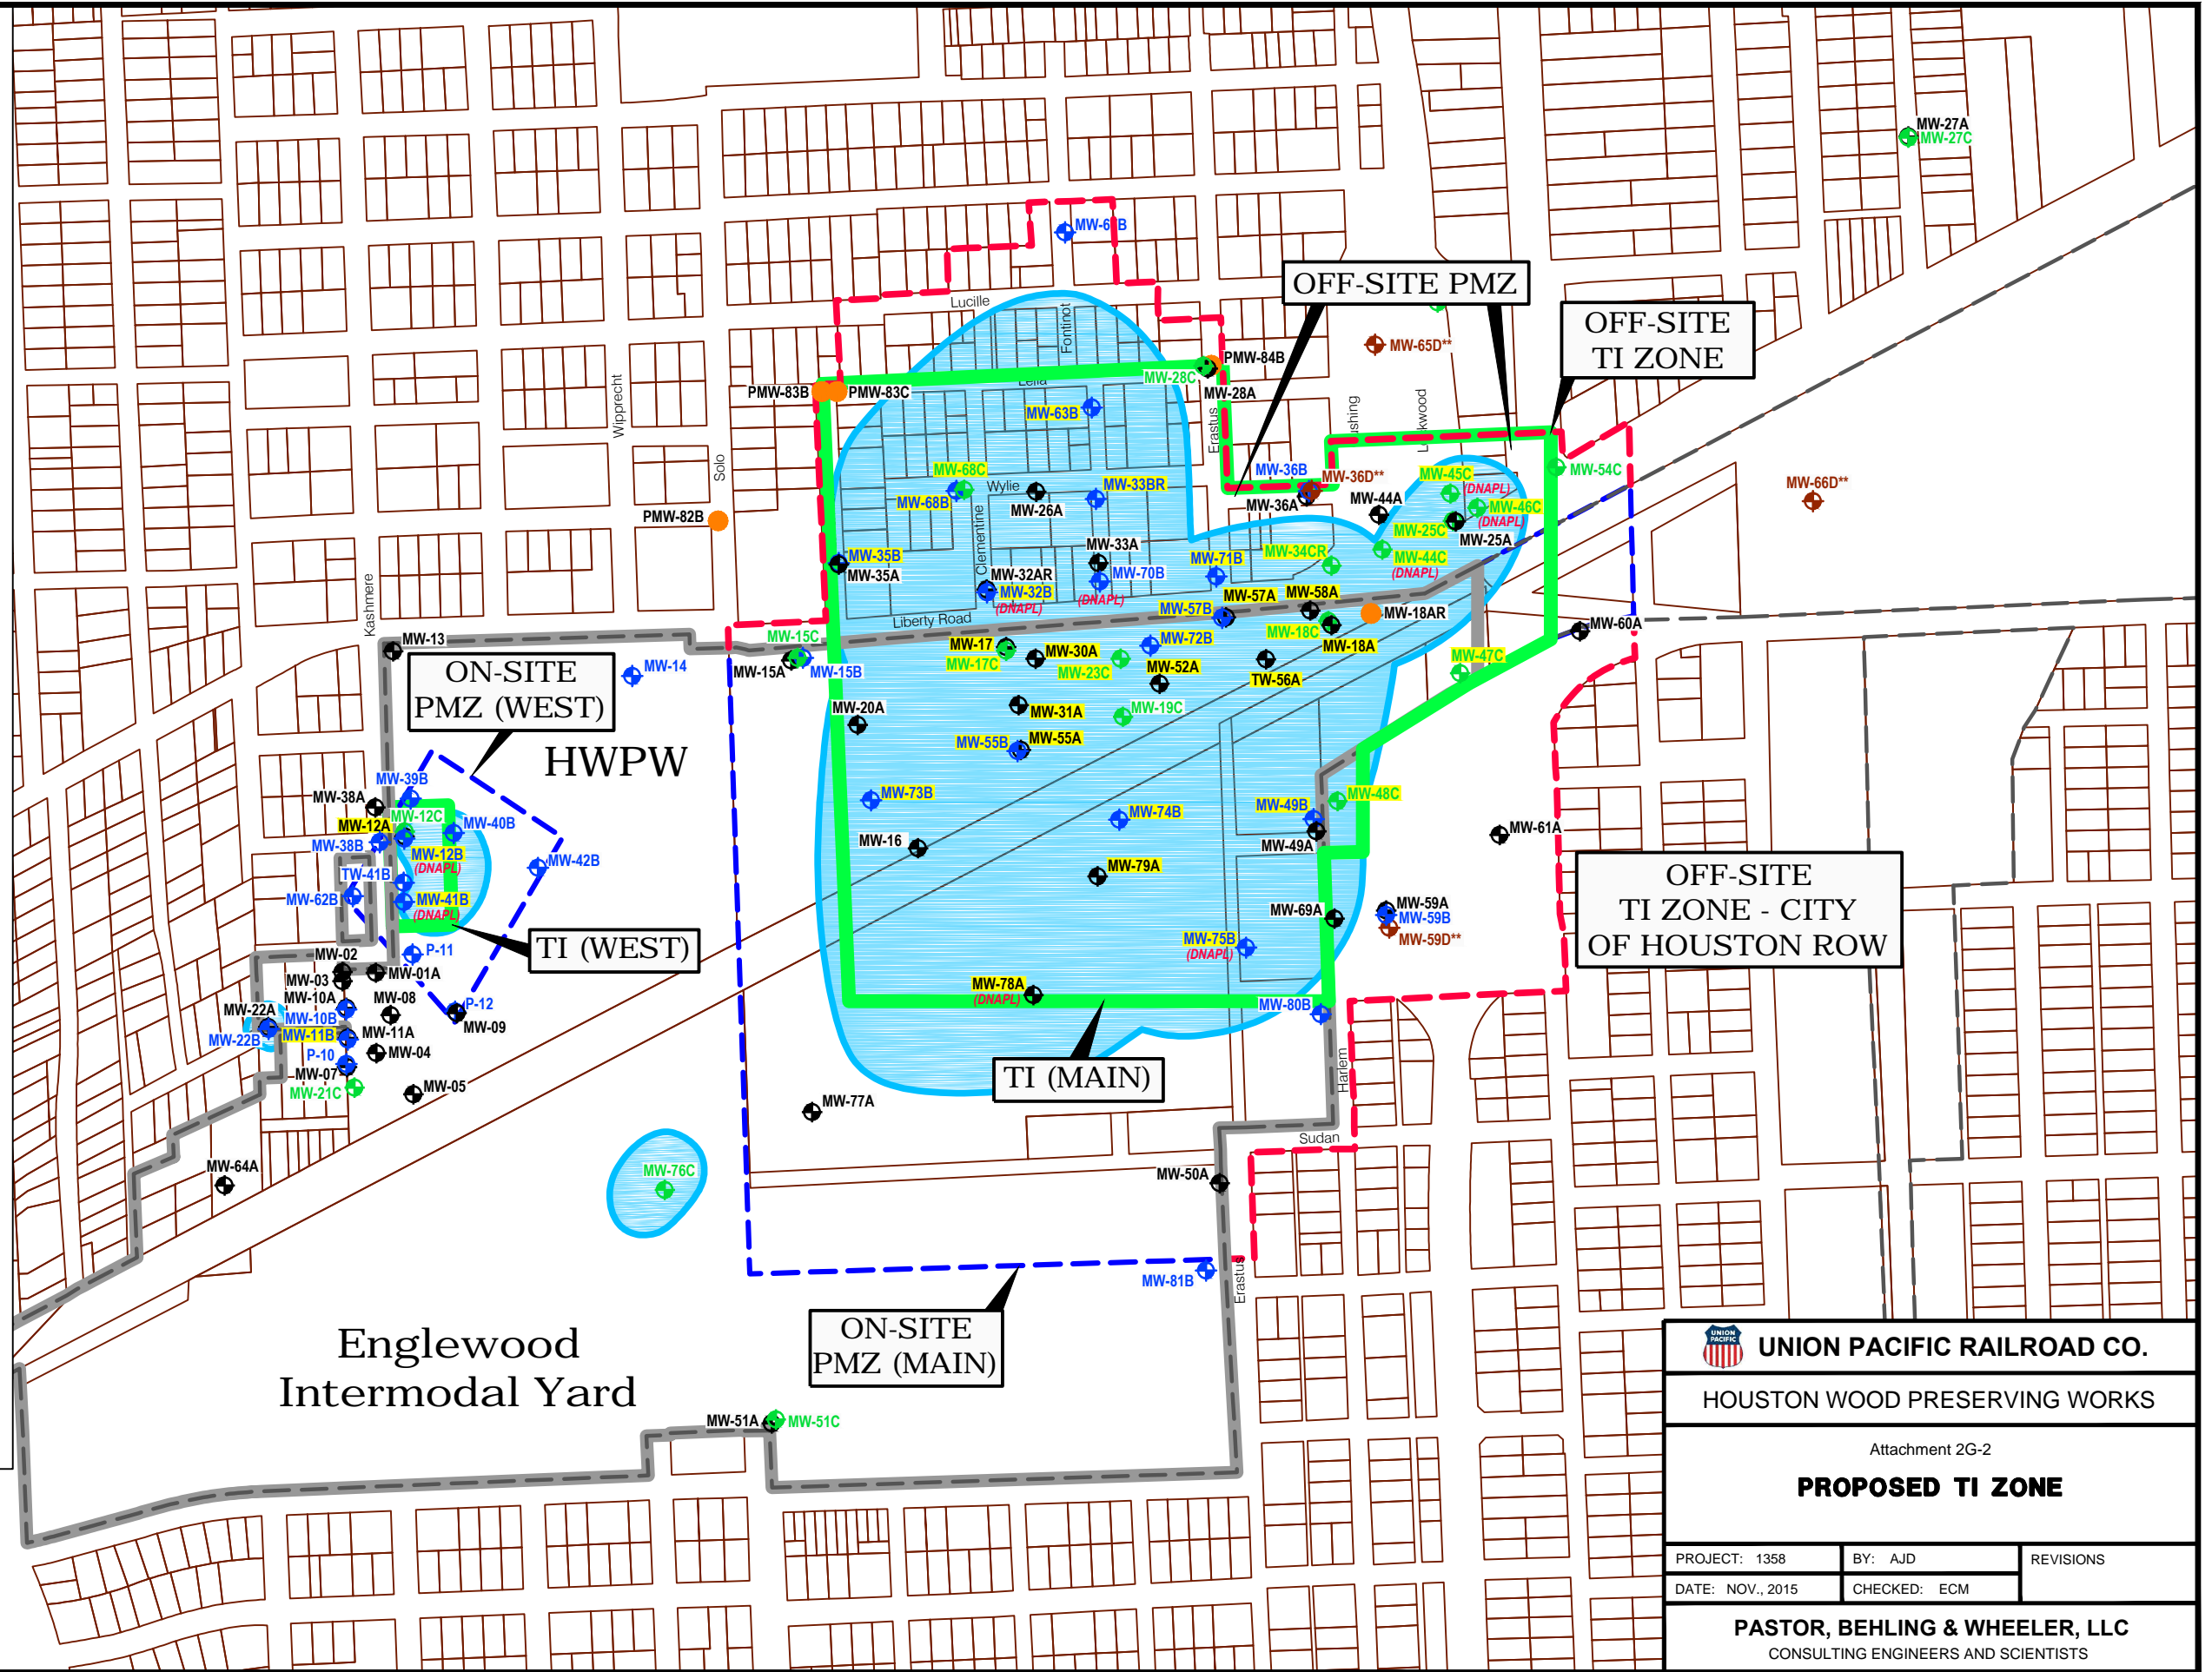 MW-27A
MW-27C
OFF-SITE PMZ
Lucille
Fontinot
OFF-SITE
TI ZONE
MW-65D**
Wipprecht
PMW-83B
PMW-83C
Lella
PMW-84B
MW-28C
MW-28A
MW-63B
Erastus
Solo
MW-68C
MW-68B
Wylie
MW-26A
MW-33BR
MW-36B
MW-36D**
MW-36A
MW-44A
MW-45C
(DNAPL)
MW-46C
(DNAPL)
MW-25C
MW-25A
MW-54C
MW-66D**
PMW-82B
Clementine
MW-35B
MW-35A
MW-33A
MW-32AR
MW-32B
(DNAPL)
MW-70B
(DNAPL)
MW-71B
MW-34CR
MW-44C
(DNAPL)
Kashmere
Liberty Road
MW-57B
MW-57A
MW-58A
MW-18C
MW-18A
MW-18AR
MW-60A
MW-13
MW-15C
MW-15A
MW-15B
MW-17
MW-17C
MW-30A
MW-72B
MW-23C
MW-52A
TW-56A
MW-47C
MW-14
ON-SITE
PMZ (WEST)
HWPW
MW-20A
MW-31A
MW-19C
MW-55B
MW-55A
MW-39B
MW-38A
MW-12C
MW-12A
MW-40B
MW-38B
MW-12B
(DNAPL)
MW-42B
TW-41B
MW-62B
MW-41B
(DNAPL)
MW-73B
MW-74B
MW-49B
MW-48C
MW-16
MW-49A
MW-61A
MW-79A
OFF-SITE
TI ZONE - CITY
OF HOUSTON ROW
MW-69A
MW-59A
MW-59B
MW-59D**
MW-75B
(DNAPL)
TI (WEST)
P-11
MW-02
MW-03
MW-01A
MW-10A
MW-08
P-12
MW-09
MW-22A
MW-10B
MW-22B
MW-11B
MW-11A
MW-04
P-10
MW-07
MW-21C
MW-05
MW-78A
(DNAPL)
MW-80B
TI (MAIN)
Harlem
MW-77A
Sudan
MW-64A
MW-76C
MW-50A
MW-81B
Erastus
ON-SITE
PMZ (MAIN)
Englewood
Intermodal Yard
MW-51A
MW-51C
UNION PACIFIC
UNION PACIFIC RAILROAD CO.
HOUSTON WOOD PRESERVING WORKS
Attachment 2G-2
PROPOSED TI ZONE
PROJECT: 1358
BY: AJD
REVISIONS
DATE: NOV., 2015
CHECKED: ECM
PASTOR, BEHLING & WHEELER, LLC
CONSULTING ENGINEERS AND SCIENTISTS